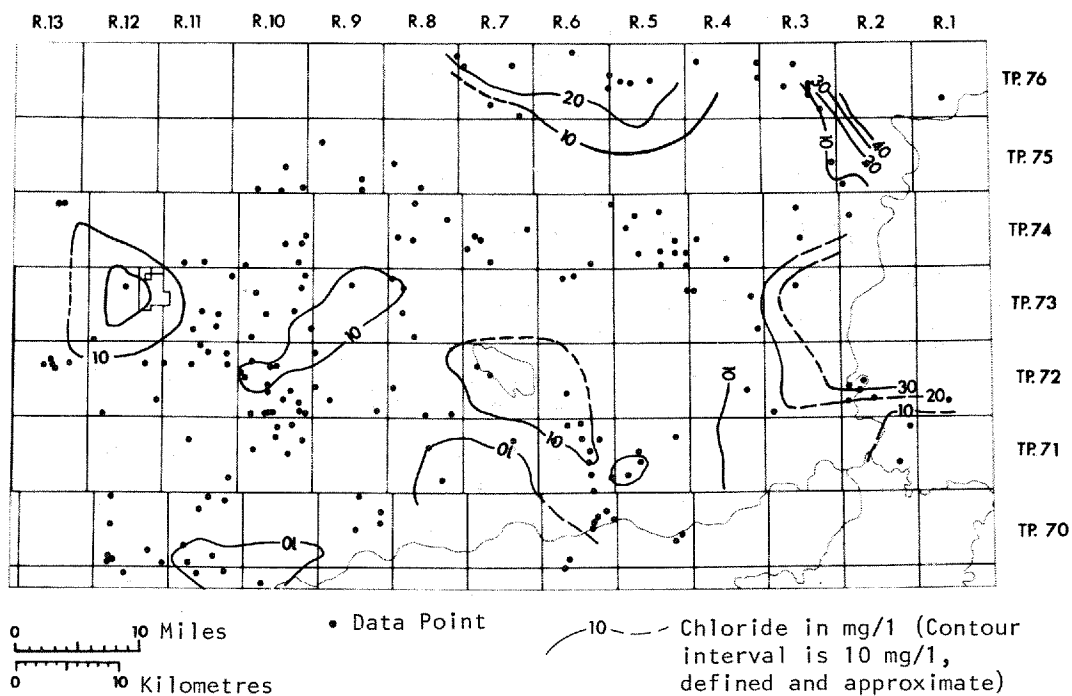 R.13 R.12 R.11 R.10 R.9 R.8 R.7 R.6 R.5 R.4 R.3 R.2 R.1
TP. 76
20
10
30
10
40
20
TP. 75
TP. 74
10
10
TP. 73
10
TP. 72
30
20
10
10
10
TP. 71
10
TP. 70
0 10 Miles
0 10 Kilometres
• Data Point
10 Chloride in mg/l (Contour
interval is 10 mg/l,
defined and approximate)